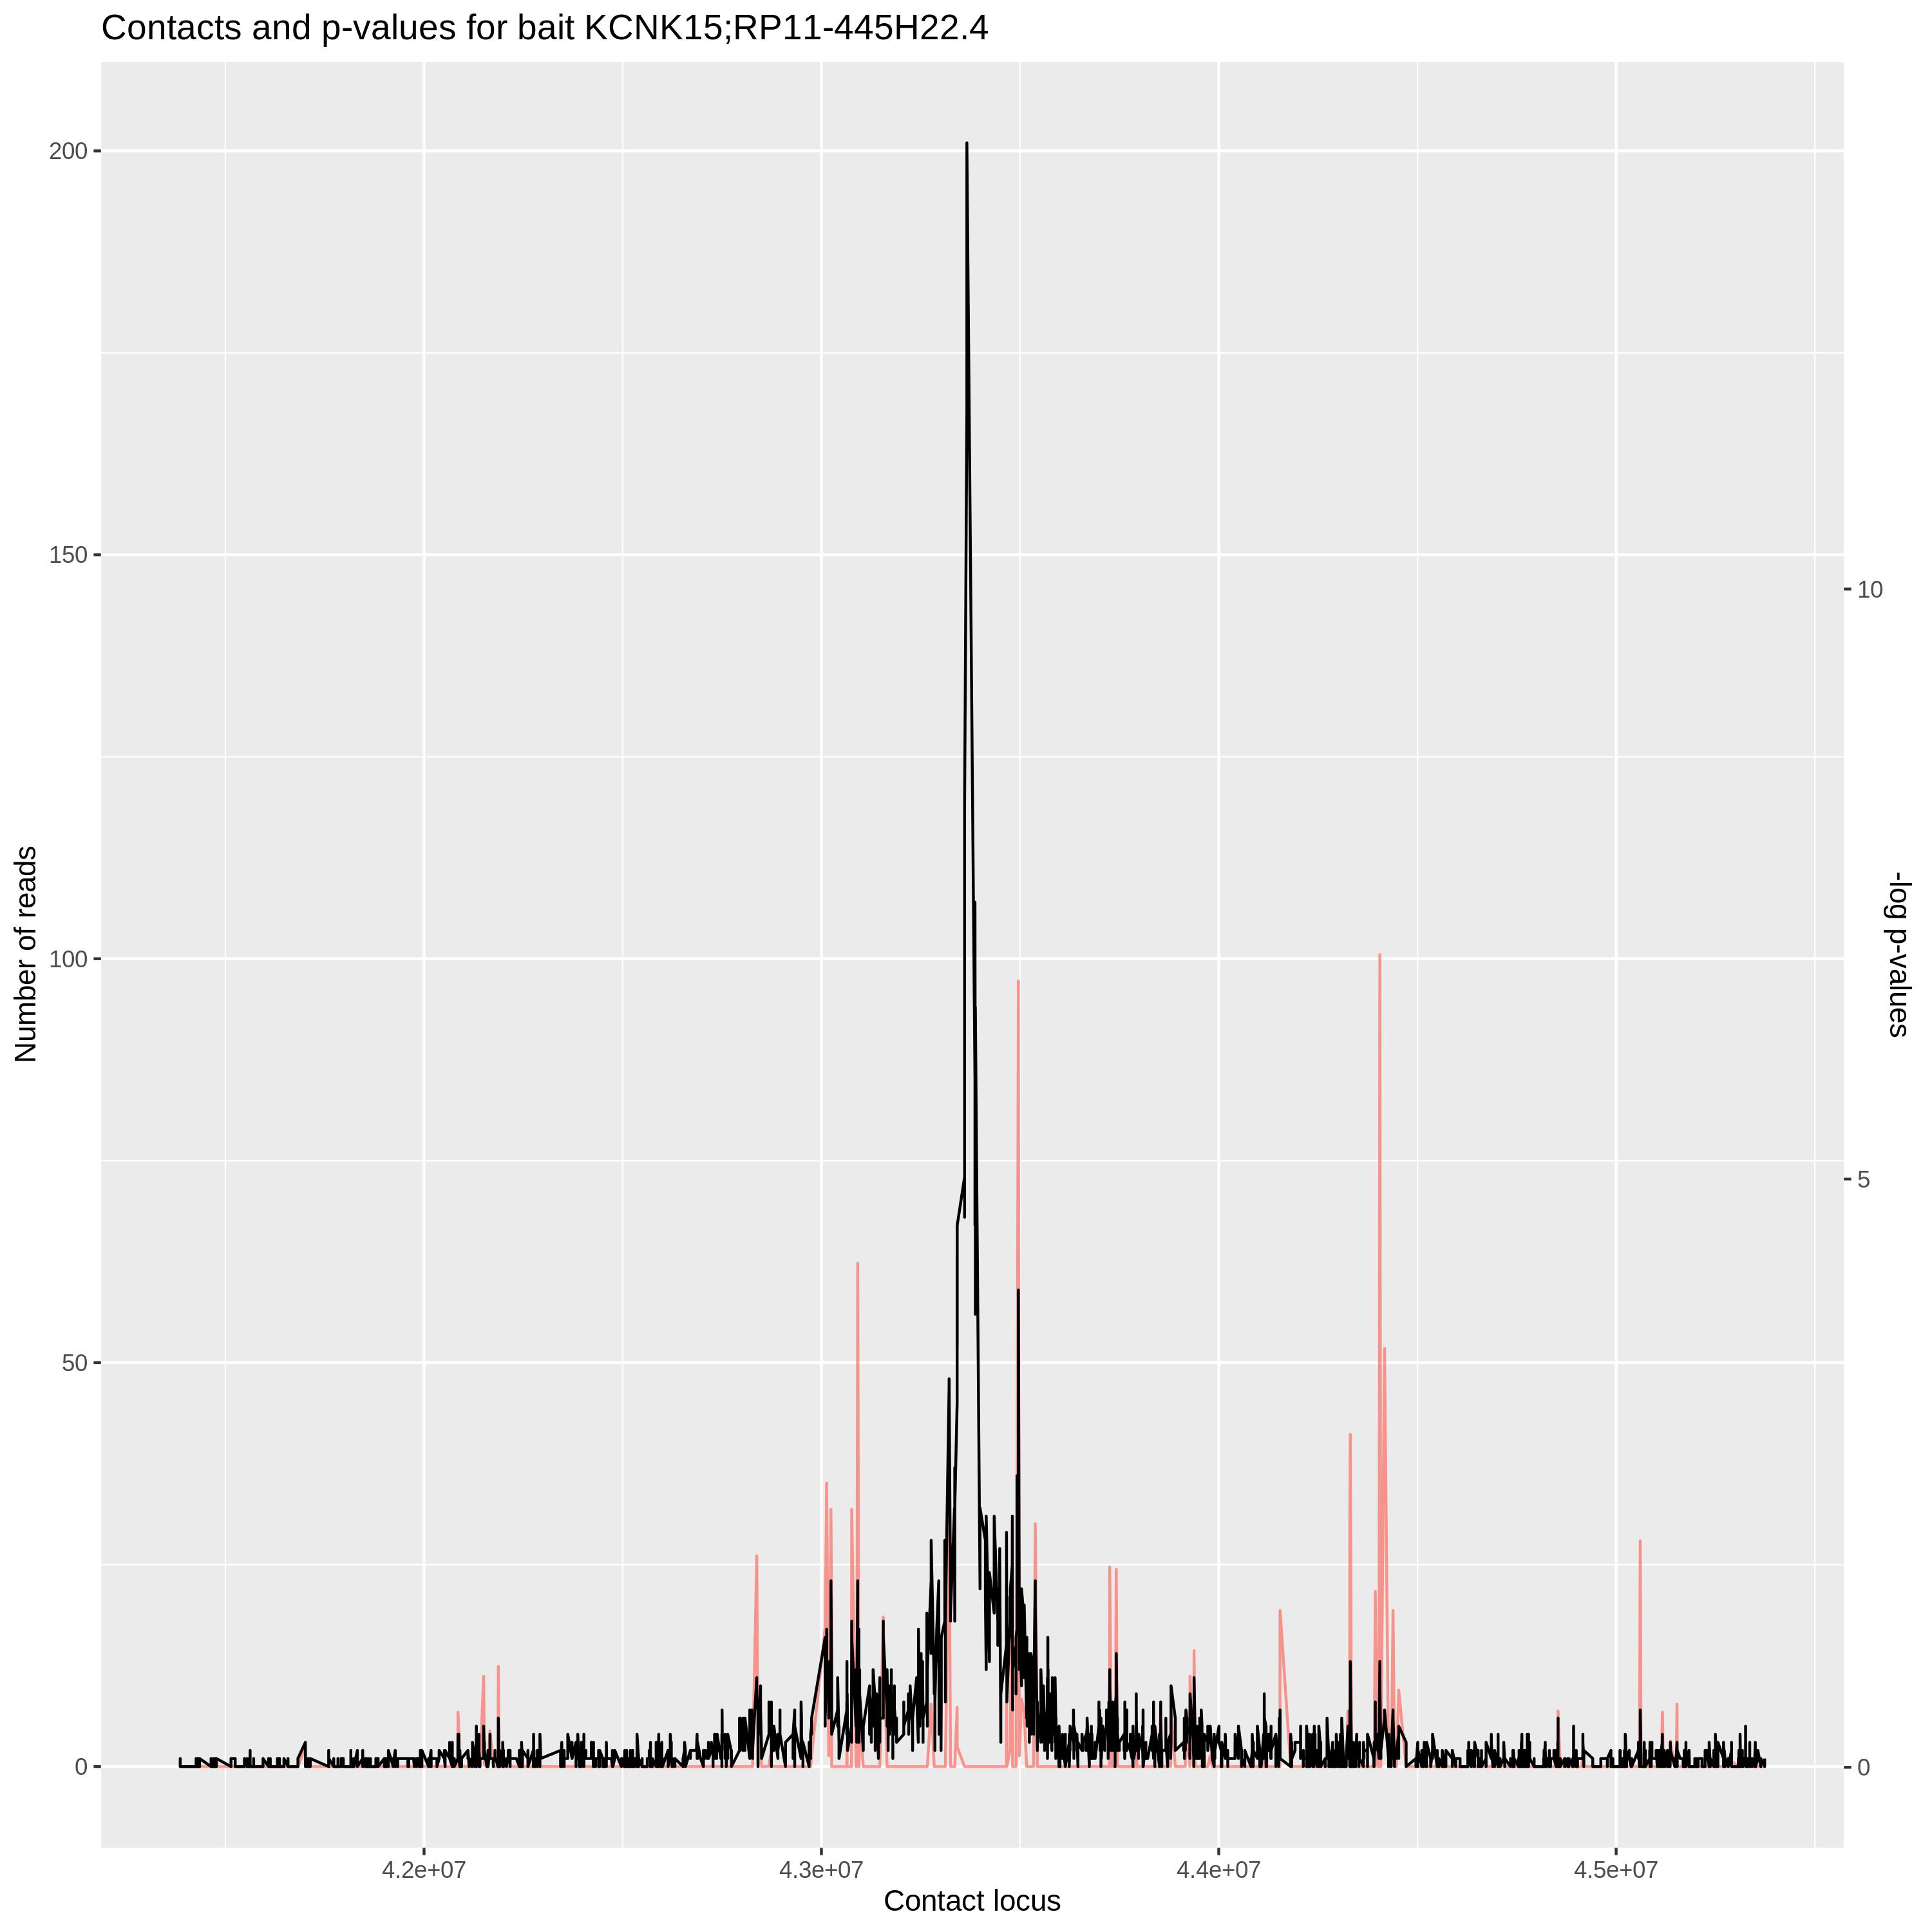 Contacts and p-values for bait KCNK15;RP11-445H22.4
200
150
100
50
0
Number of reads
10
5
0
-log p-values
4.2e+07
4.3e+07
4.4e+07
4.5e+07
Contact locus